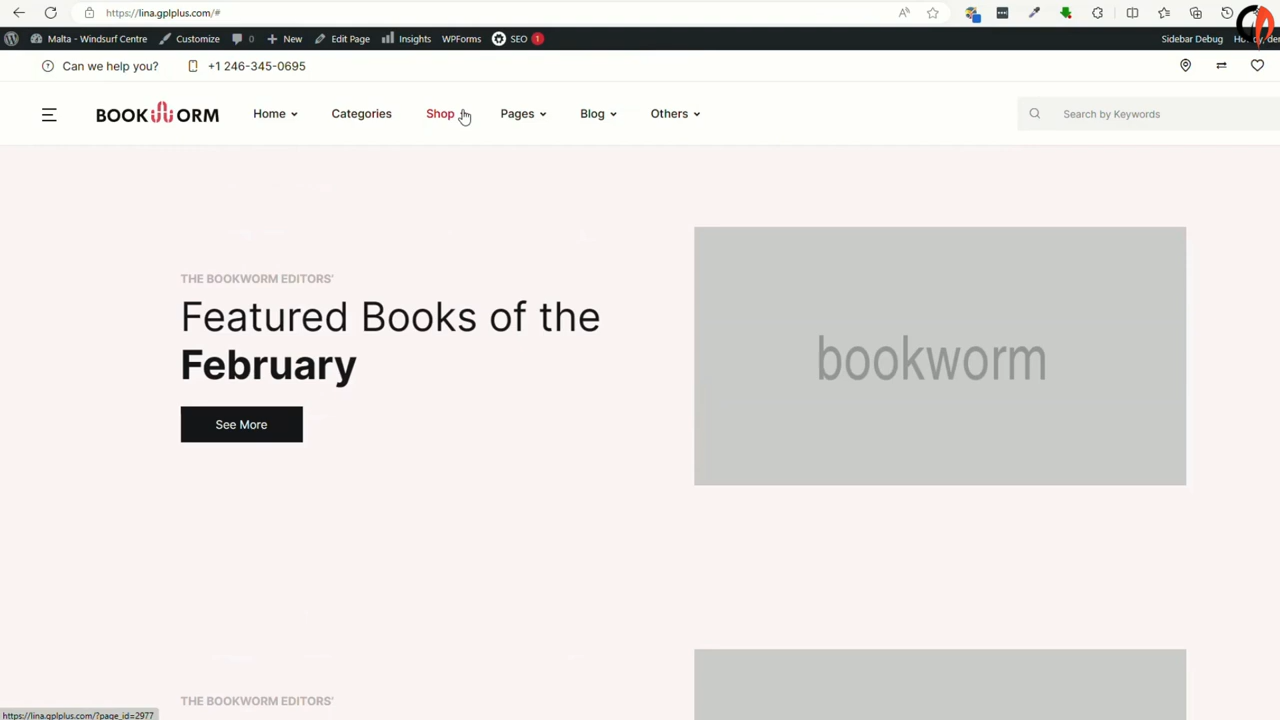 https://lina.gplplus.com/#
Malta - Windsurf Centre Customize 0 New Edit Page Insights WPForms SEO 1 Sidebar Debug
Can we help you? +1 246-345-0695
BOOKWORM Home Categories Shop Pages Blog Others Search by Keywords
THE BOOKWORM EDITORS'
Featured Books of the
February
See More
bookworm
THE BOOKWORM EDITORS'
https://lina.gplplus.com/?page_id=2977